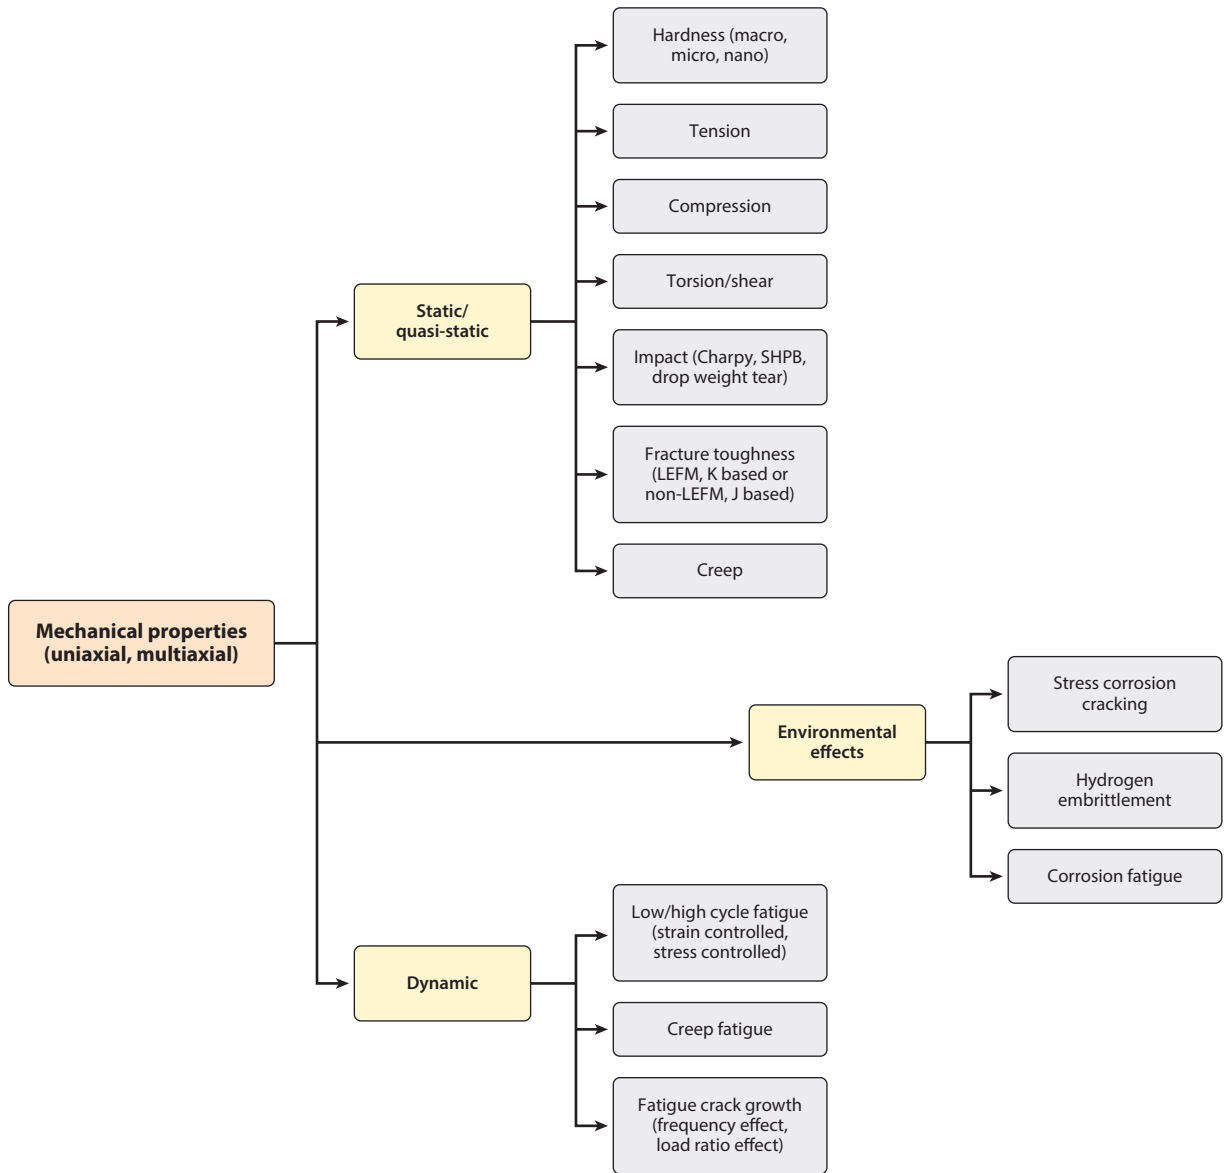 Hardness (macro,
micro, nano)
Tension
Compression
Torsion/shear
Static/
quasi-static
Impact (Charpy, SHPB,
drop weight tear)
Fracture toughness
(LEFM, K based or
non-LEFM, J based)
Creep
Mechanical properties
(uniaxial, multiaxial)
Stress corrosion
cracking
Environmental
effects
Hydrogen
embrittlement
Corrosion fatigue
Low/high cycle fatigue
(strain controlled,
stress controlled)
Dynamic
Creep fatigue
Fatigue crack growth
(frequency effect,
load ratio effect)